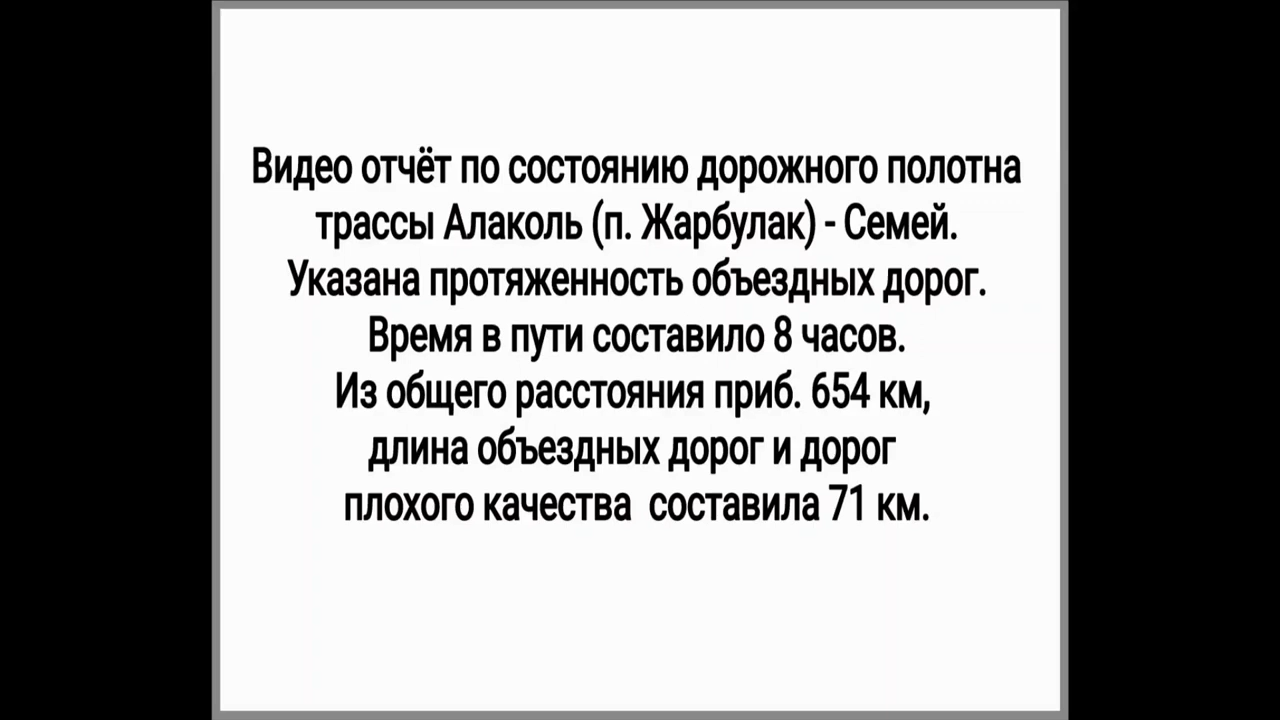 Видео отчёт по состоянию дорожного полотна
трассы Алаколь (п. Жарбулак) - Семей.
Указана протяженность объездных дорог.
Время в пути составило 8 часов.
Из общего расстояния приб. 654 км,
длина объездных дорог и дорог
плохого качества составила 71 км.